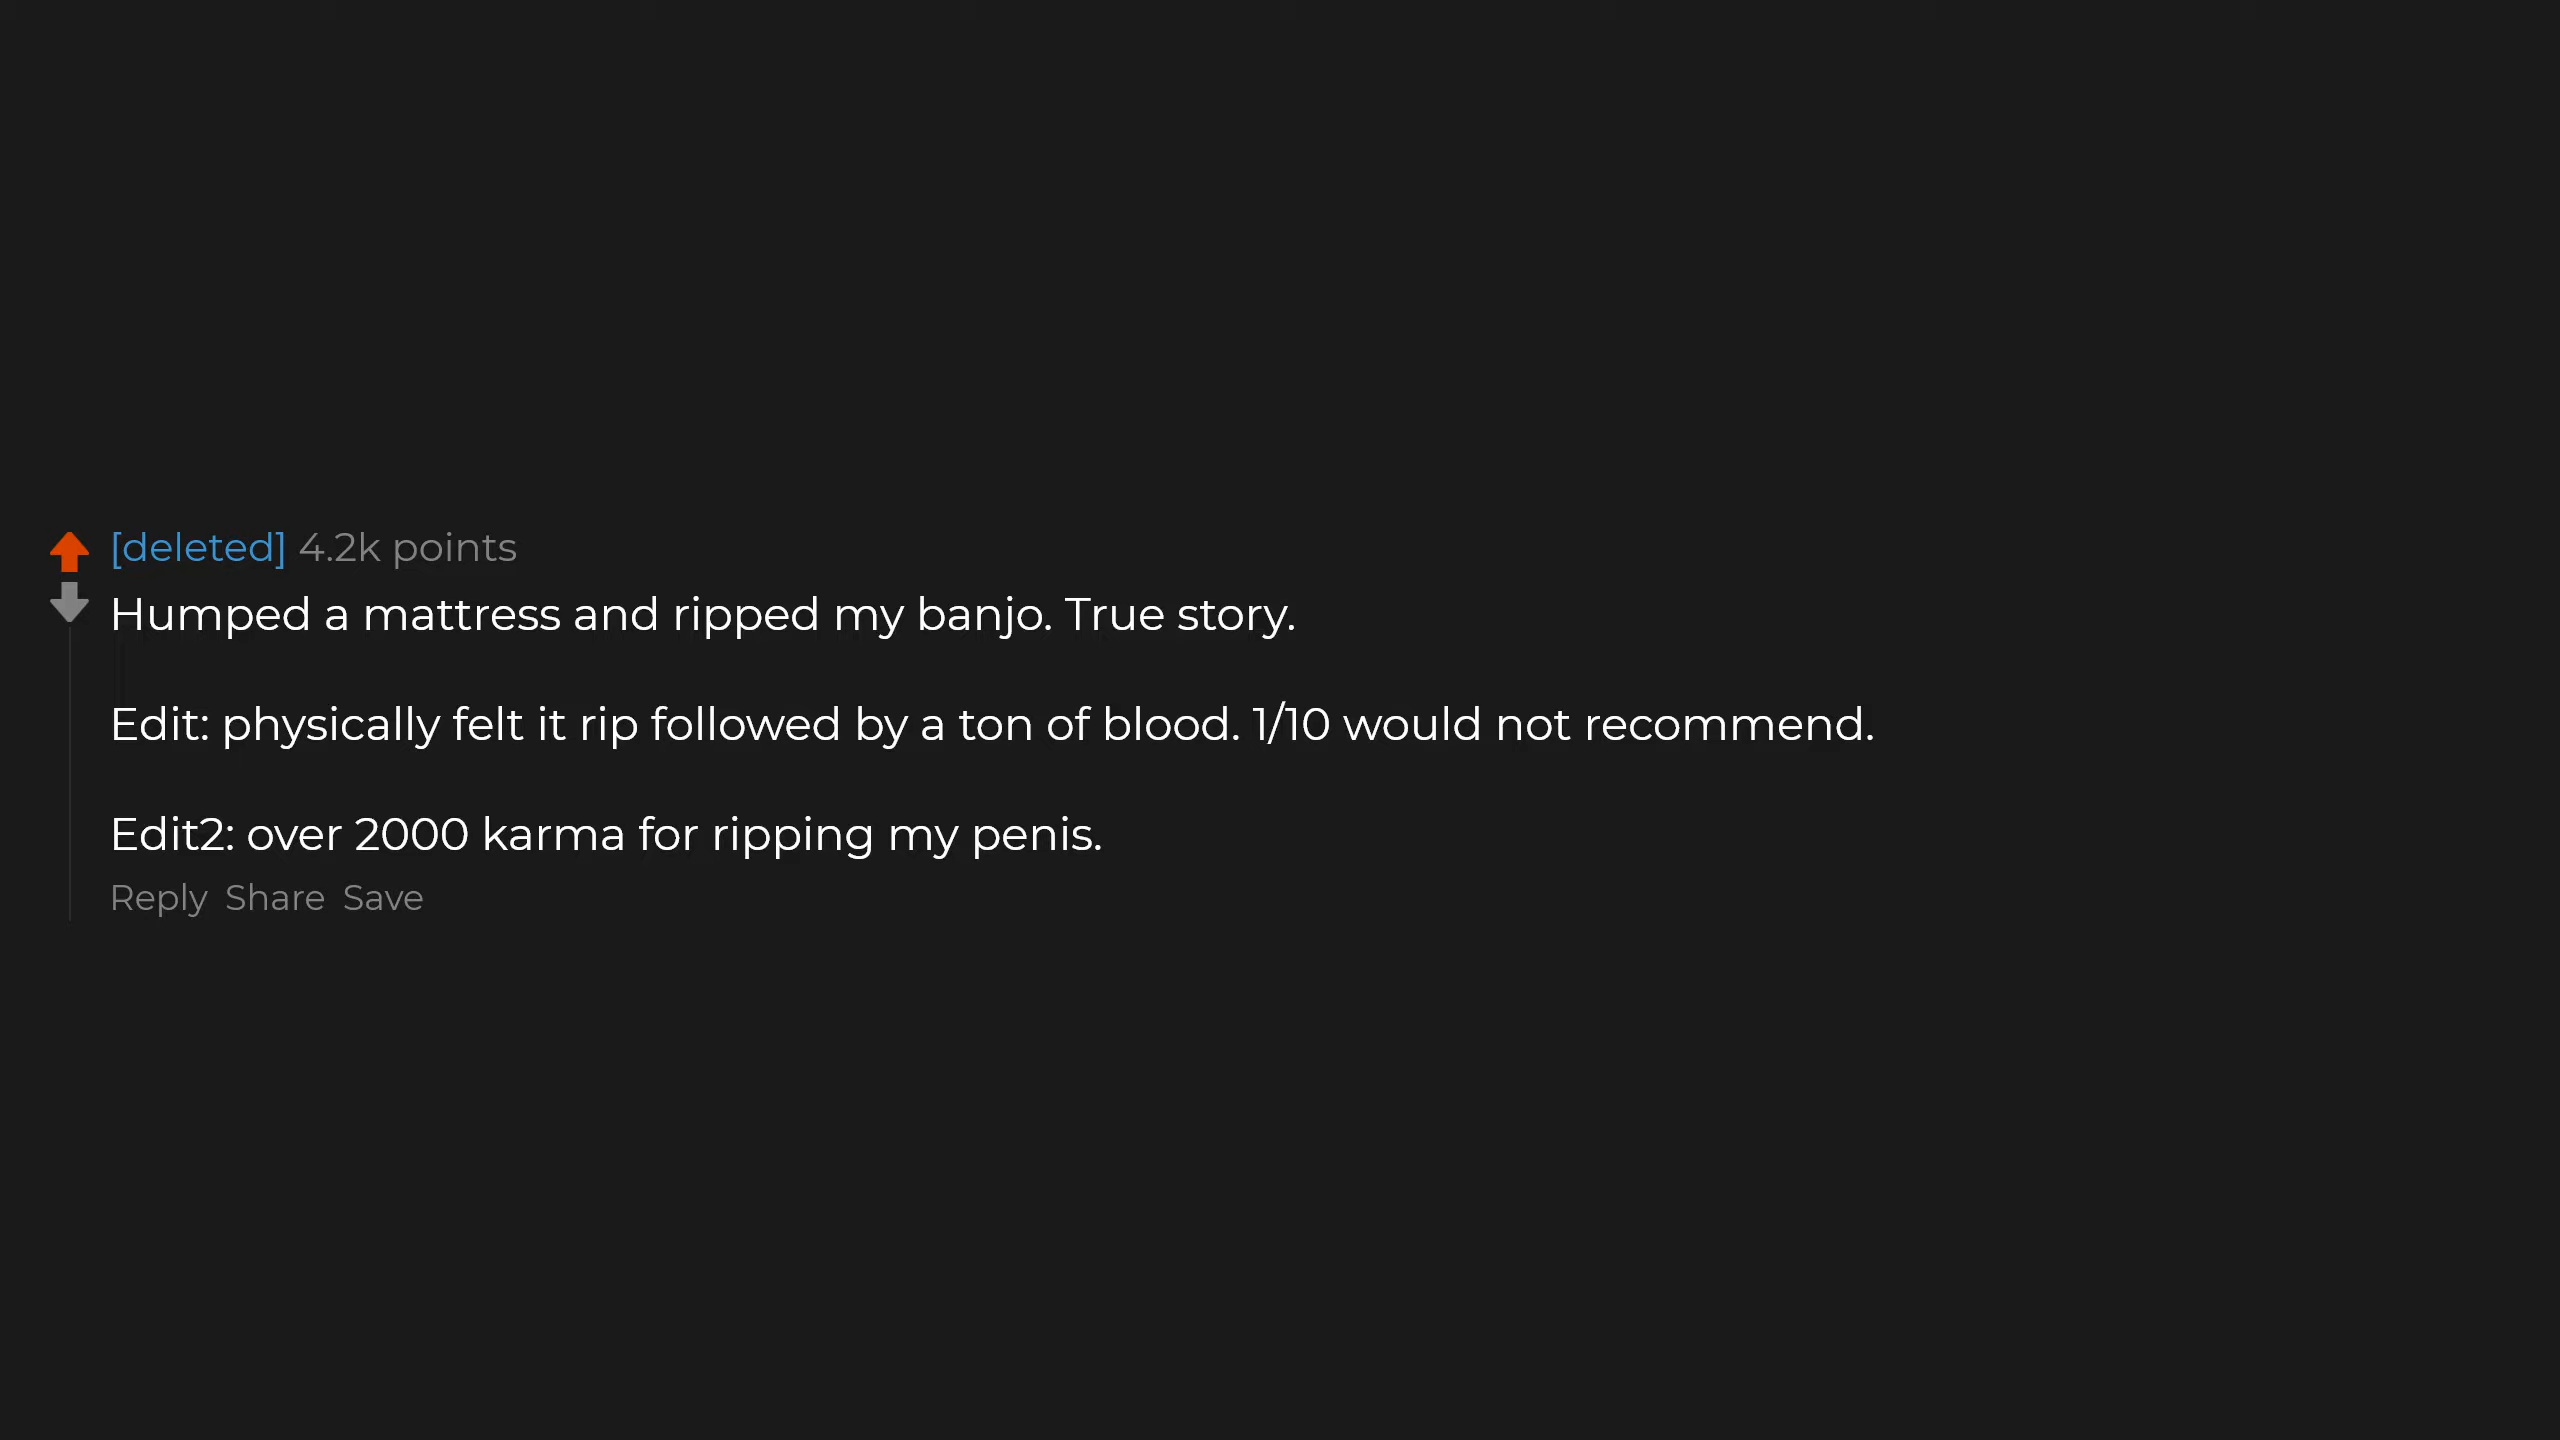 [deleted] 4.2k points
Humped a mattress and ripped my banjo. True story.
Edit: physically felt it rip followed by a ton of blood. 1/10 would not recommend.
Edit2: over 2000 karma for ripping my penis.
Reply Share Save